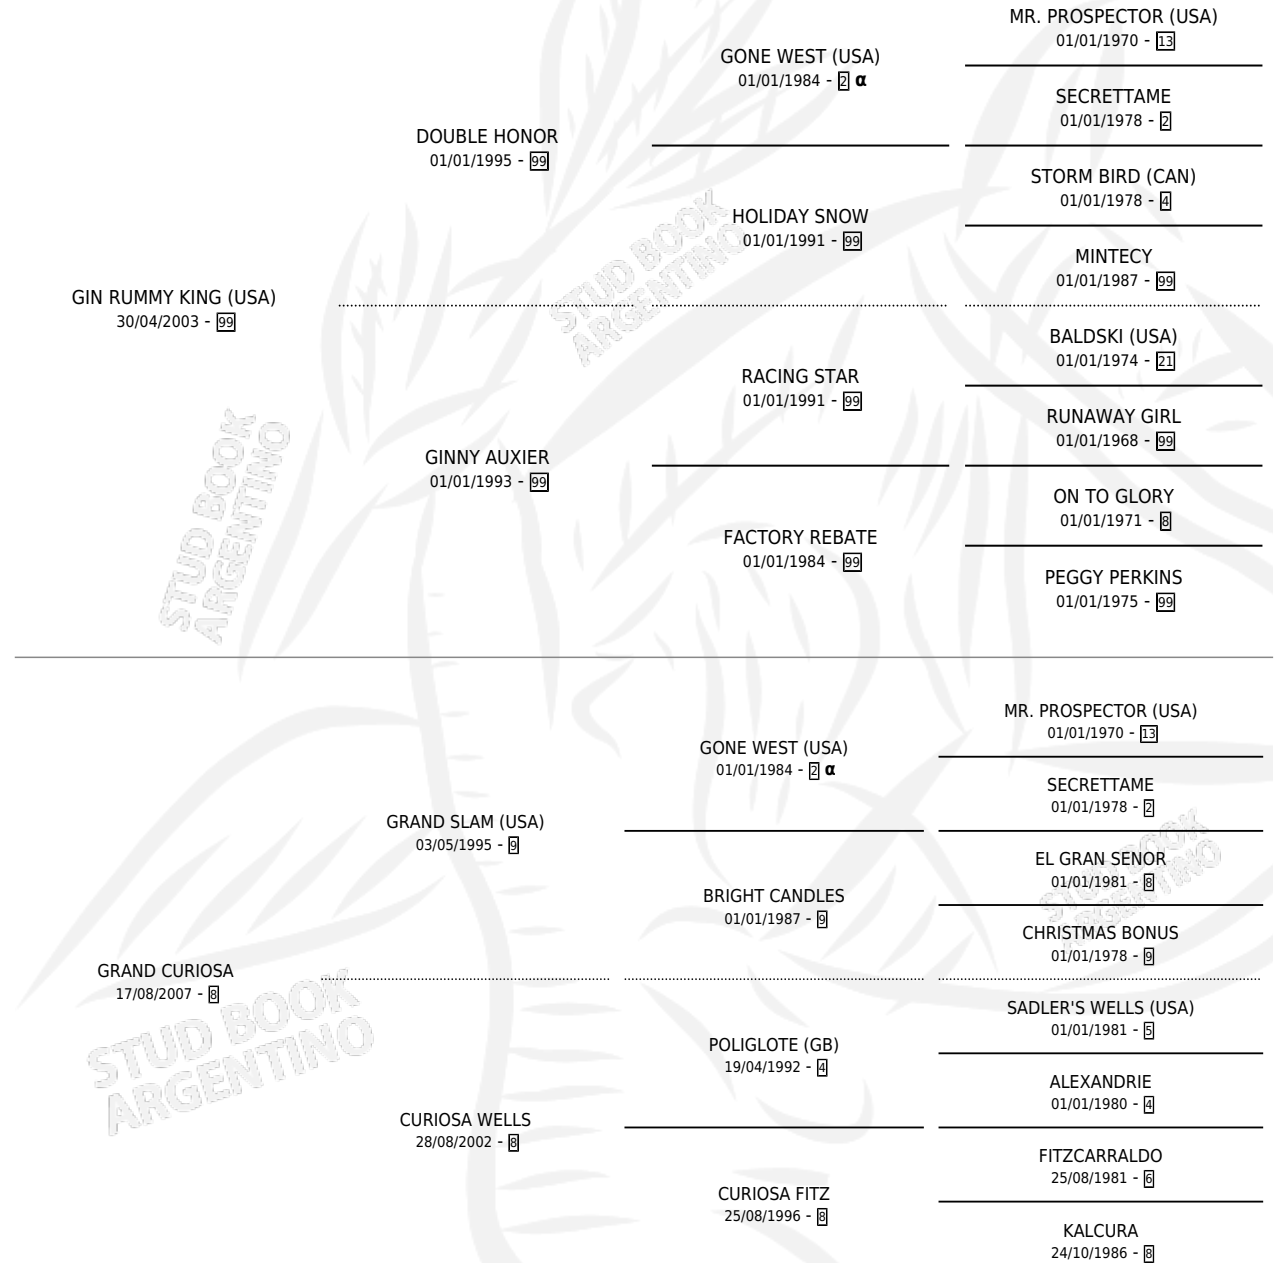 MR. PROSPECTOR (USA)
01/01/1970 - 13
GONE WEST (USA)
01/01/1984 - 2 α
SECRETTAME
01/01/1978 - 2
DOUBLE HONOR
01/01/1995 - 99
STORM BIRD (CAN)
01/01/1978 - 4
HOLIDAY SNOW
01/01/1991 - 99
MINTECY
01/01/1987 - 99
GIN RUMMY KING (USA)
30/04/2003 - 99
BALDSKI (USA)
01/01/1974 - 21
RACING STAR
01/01/1991 - 99
RUNAWAY GIRL
01/01/1968 - 99
GINNY AUXIER
01/01/1993 - 99
ON TO GLORY
01/01/1971 - 8
FACTORY REBATE
01/01/1984 - 99
PEGGY PERKINS
01/01/1975 - 99
STUD BOOK
ARGENTINO
STUD BOOK
ARGENTINO
MR. PROSPECTOR (USA)
01/01/1970 - 13
GONE WEST (USA)
01/01/1984 - 2 α
SECRETTAME
01/01/1978 - 2
GRAND SLAM (USA)
03/05/1995 - 9
EL GRAN SENOR
01/01/1981 - 8
BRIGHT CANDLES
01/01/1987 - 9
CHRISTMAS BONUS
01/01/1978 - 9
GRAND CURIOSA
17/08/2007 - 8
SADLER'S WELLS (USA)
01/01/1981 - 5
POLIGLOTE (GB)
19/04/1992 - 4
ALEXANDRIE
01/01/1980 - 4
CURIOSA WELLS
28/08/2002 - 8
FITZCARRALDO
25/08/1981 - 6
CURIOSA FITZ
25/08/1996 - 8
KALCURA
24/10/1986 - 8
STUD BOOK
ARGENTINO
STUD BOOK
ARGENTINO